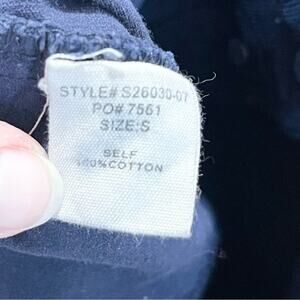 STYLE# S26030-07
PO# 7561
SIZE:S
SELF
100%COTTON